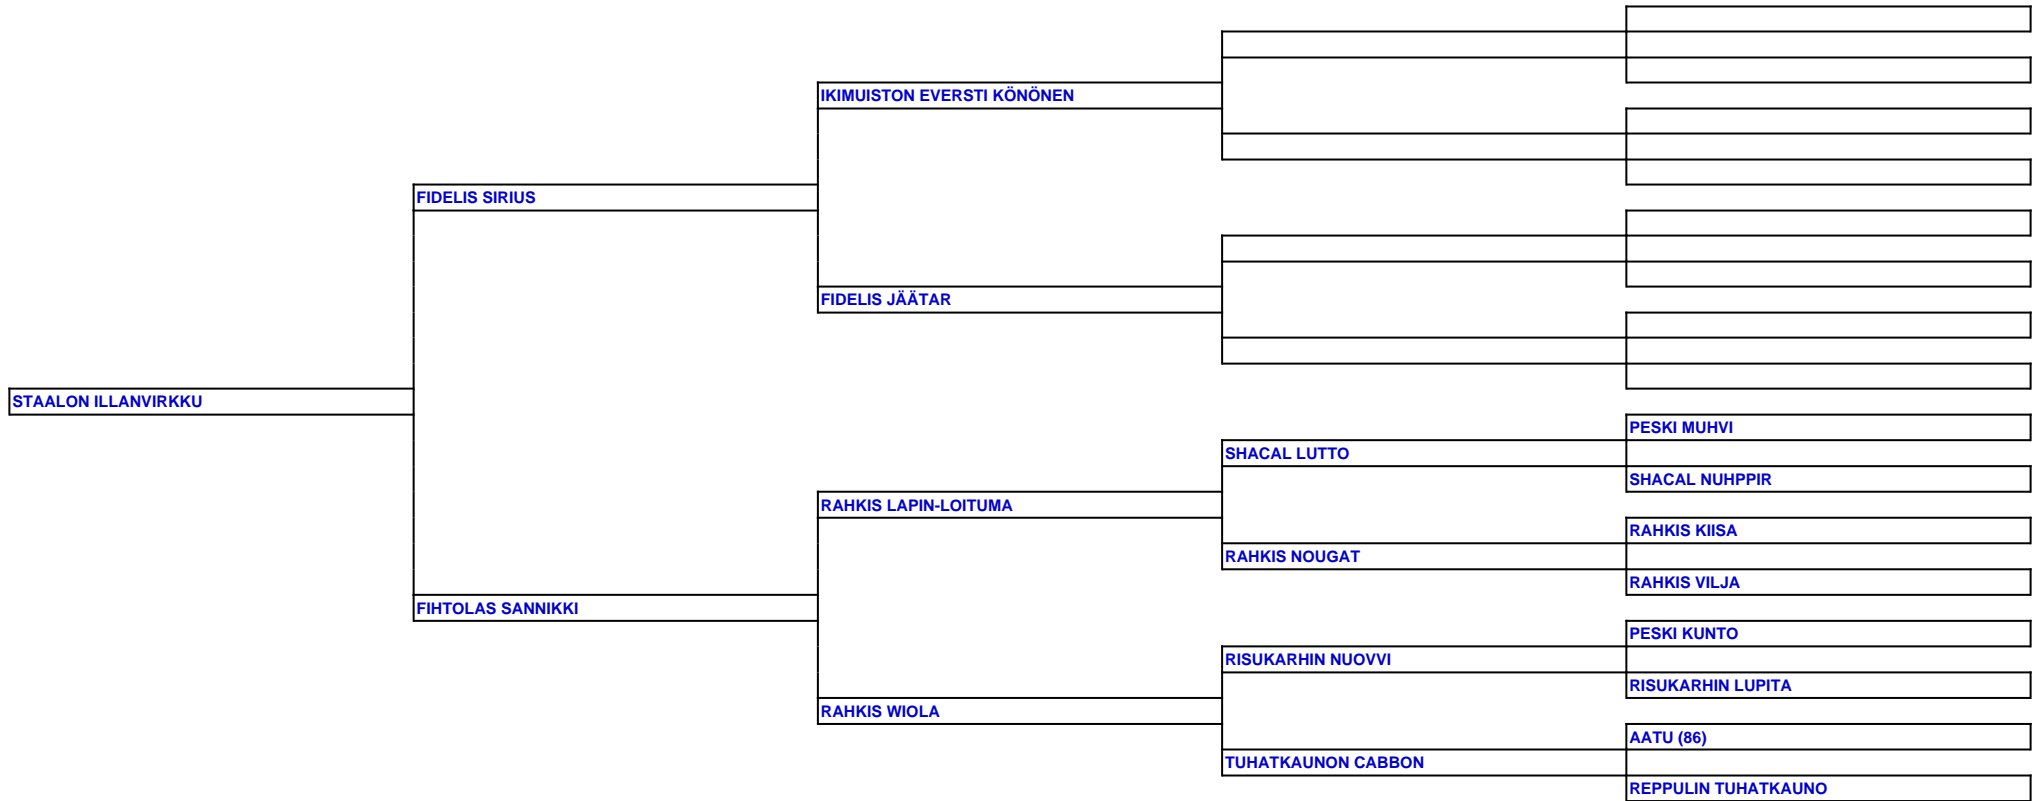 IKIMUISTON EVERSTI KÖNÖNEN
FIDELIS SIRIUS
FIDELIS JÄÄTAR
STAALON ILLANVIRKKU
PESKI MUHVI
SHACAL LUTTO
SHACAL NUHPPIR
RAHKIS LAPIN-LOITUMA
RAHKIS KIISA
RAHKIS NOUGAT
RAHKIS VILJA
FIHTOLAS SANNIKKI
PESKI KUNTO
RISUKARHIN NUOVVI
RISUKARHIN LUPITA
RAHKIS WIOLA
AATU (86)
TUHATKAUNON CABBON
REPPULIN TUHATKAUNO